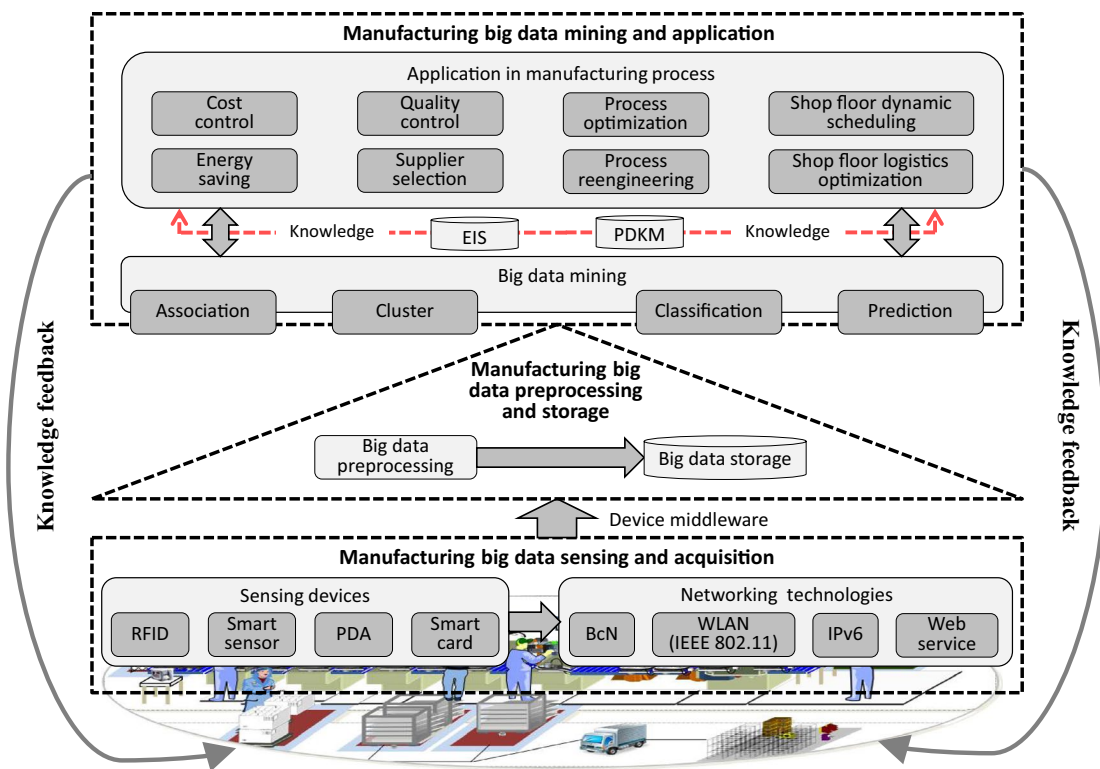 Manufacturing big data mining and application
Application in manufacturing process
Cost
control
Quality
control
Process
optimization
Shop floor dynamic
scheduling
Energy
saving
Supplier
selection
Process
reengineering
Shop floor logistics
optimization
Knowledge
EIS
PDKM
Knowledge
Big data mining
Association
Cluster
Classification
Prediction
Knowledge feedback
Knowledge feedback
Manufacturing big
data preprocessing
and storage
Big data
preprocessing
Big data storage
Device middleware
Manufacturing big data sensing and acquisition
Sensing devices
RFID
Smart
sensor
PDA
Smart
card
Networking technologies
BcN
WLAN
(IEEE 802.11)
IPv6
Web
service